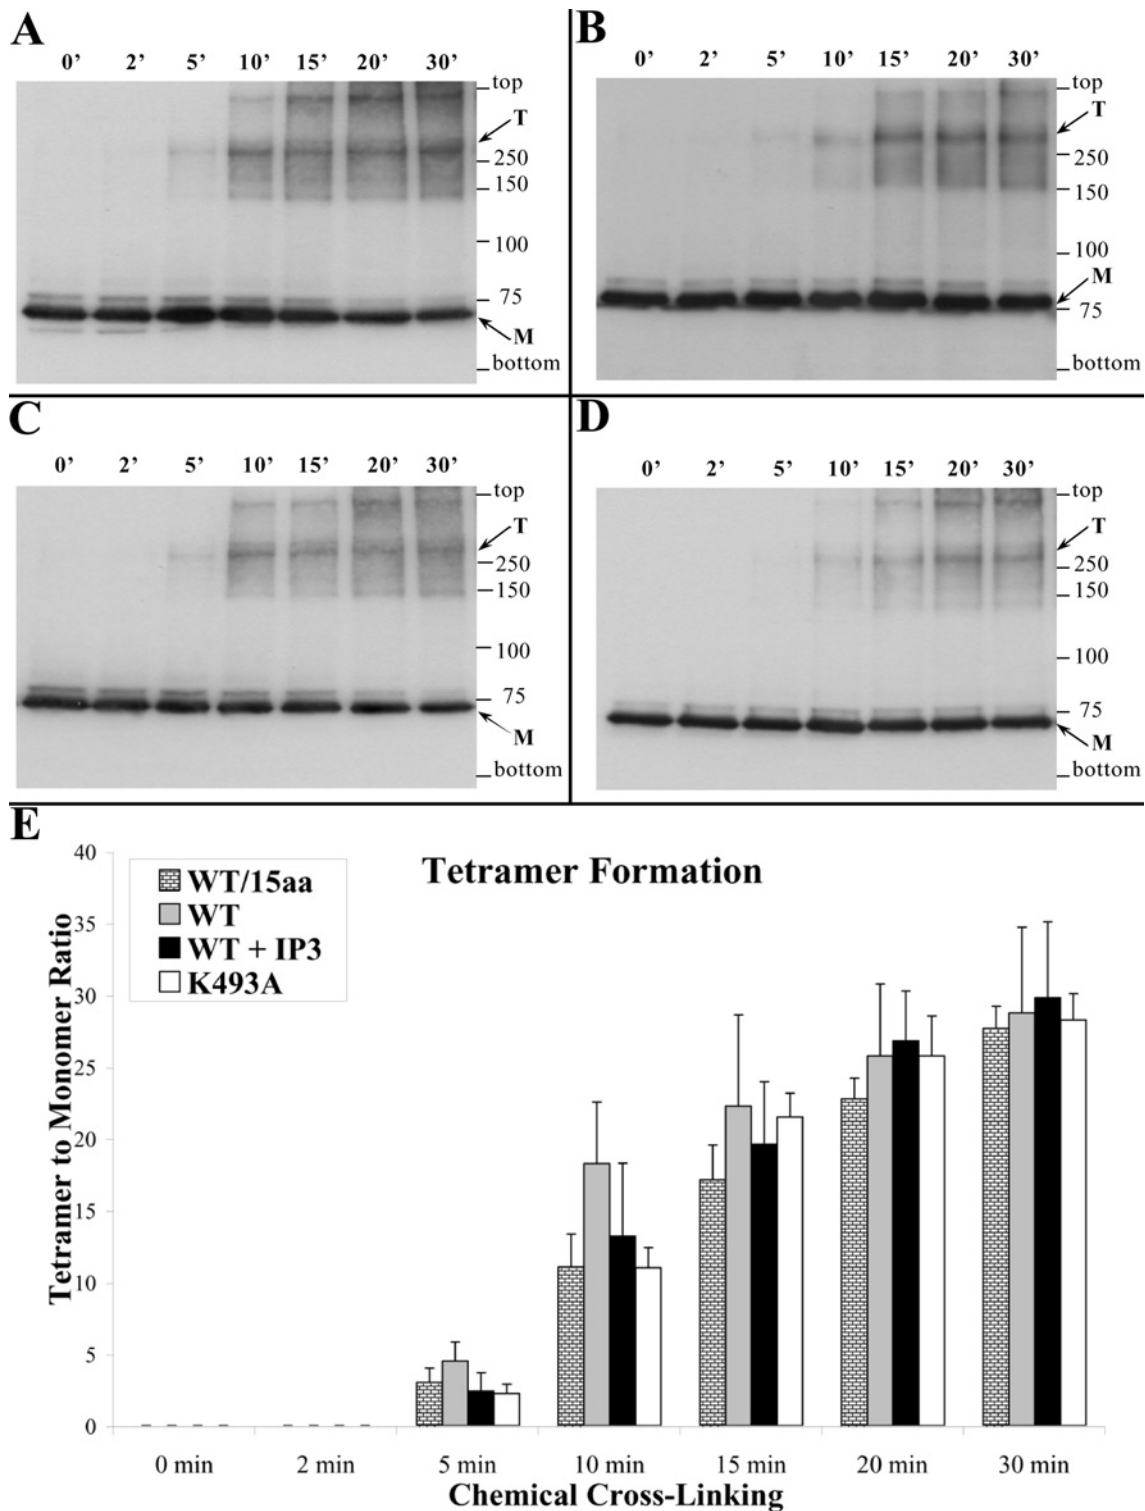 A
0’ 2’ 5’ 10’ 15’ 20’ 30’
top
T
250
150
100
75
M
bottom
B
0’ 2’ 5’ 10’ 15’ 20’ 30’
top
T
250
150
100
M
75
bottom
C
0’ 2’ 5’ 10’ 15’ 20’ 30’
top
T
250
150
100
75
M
bottom
D
0’ 2’ 5’ 10’ 15’ 20’ 30’
top
T
250
150
100
75
M
bottom
E
Tetramer Formation
WT/15aa
WT
WT + IP3
K493A
Tetramer to Monomer Ratio
40
35
30
25
20
15
10
5
0
0 min 2 min 5 min 10 min 15 min 20 min 30 min
Chemical Cross-Linking